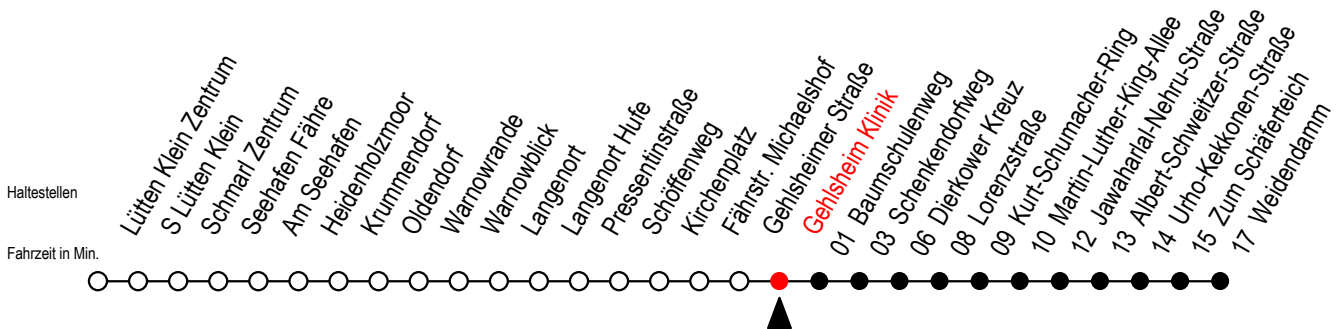 Haltestellen
Fahrzeit in Min.
Lütten Klein Zentrum
S Lütten Klein
Schmarl Zentrum
Seehafen Fähre
Am Seehafen
Heidenholzmoor
Krummendorf
Oldendorf
Warnowrande
Warnowblick
Langenort
Langenort Hufe
Pressentinstraße
Schöffenweg
Kirchenplatz
Fährstr. Michaelshof
Gehlsheimer Straße
Gehlsheim Klinik
01 Baumschulenweg
03 Schenkendorfweg
06 Dierkower Kreuz
08 Lorenzstraße
09 Kurt-Schumacher-Ring
10 Martin-Luther-King-Allee
12 Jawaharlal-Nehru-Straße
13 Albert-Schweitzer-Straße
14 Urho-Kekkonen-Straße
15 Zum Schäferteich
17 Weidendamm